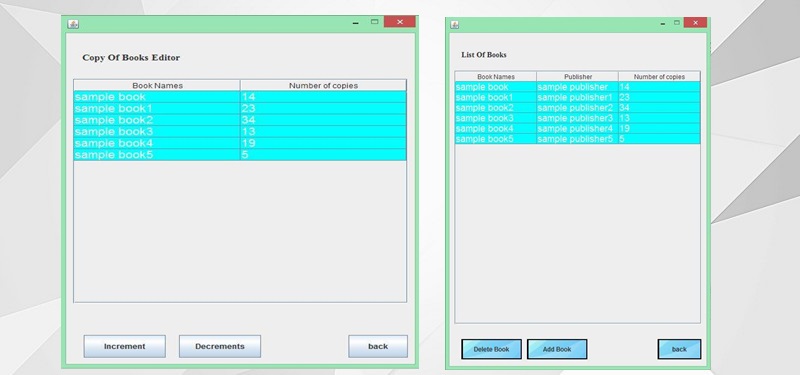 Copy Of Books Editor
Book Names Number of copies
sample book 14
sample book1 23
sample book2 34
sample book3 13
sample book4 19
sample book5 5
Increment Decrements back
List Of Books
Book Names Publisher Number of copies
sample book sample publisher 14
sample book1 sample publisher1 23
sample book2 sample publisher2 34
sample book3 sample publisher3 13
sample book4 sample publisher4 19
sample book5 sample publisher5 5
Delete Book Add Book back